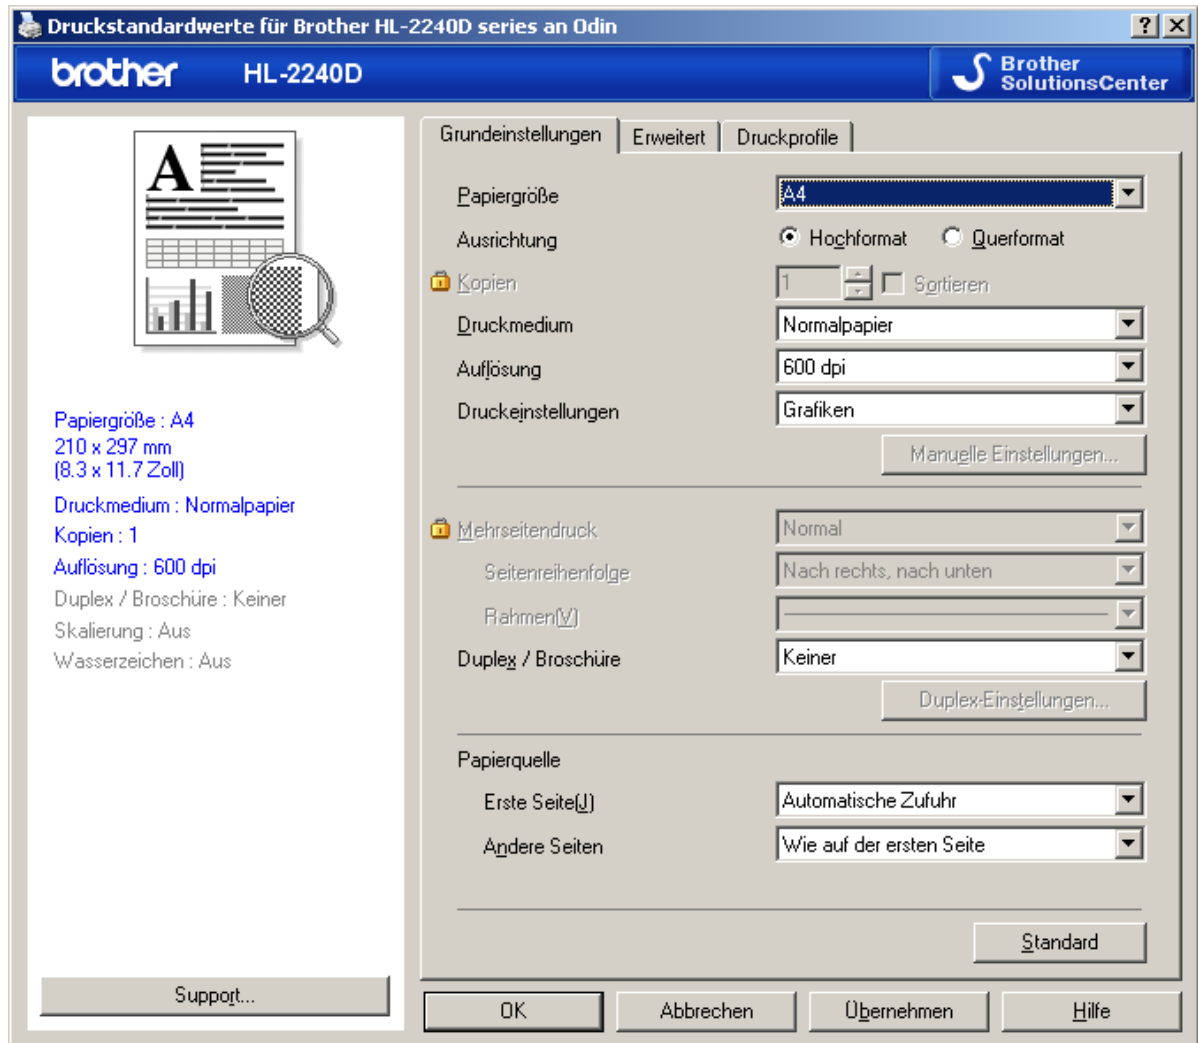 Druckstandardwerte für Brother HL-2240D series an Odin
brother HL-2240D Brother SolutionsCenter
A
Papiergröße : A4
210 x 297 mm
(8.3 x 11.7 Zoll)
Druckmedium : Normalpapier
Kopien : 1
Auflösung : 600 dpi
Duplex / Broschüre : Keiner
Skalierung : Aus
Wasserzeichen : Aus
Support...
Grundeinstellungen Erweitert Druckprofile
Papiergröße A4
Ausrichtung Hochformat Querformat
Kopien 1 Sortieren
Druckmedium Normalpapier
Auflösung 600 dpi
Druckeinstellungen Grafiken
Manuelle Einstellungen...
Mehrseitendruck Normal
Seitenreihenfolge Nach rechts, nach unten
Rahmen(V)
Duplex / Broschüre Keiner
Duplex-Einstellungen...
Papierquelle
Erste Seite(J) Automatische Zufuhr
Andere Seiten Wie auf der ersten Seite
Standard
OK Abbrechen Übernehmen Hilfe